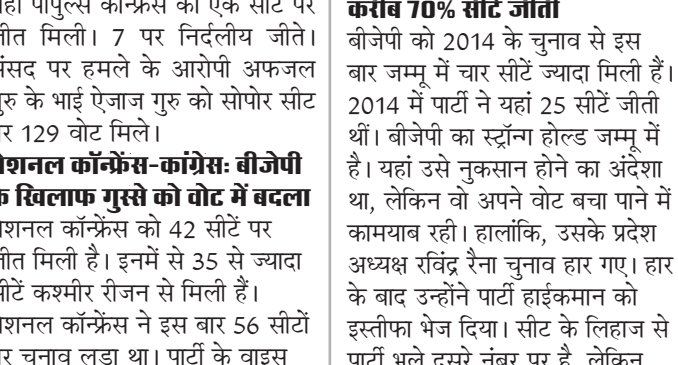 पीपुल्स कॉन्फ्रेंस को एक सीट पर
जीत मिली। 7 पर निर्दलीय जीते।
संसद पर हमले के आरोपी अफजल
गुरु के भाई ऐजाज गुरु को सोपोर सीट
पर 129 वोट मिले।
नेशनल कॉन्फ्रेंस-कांग्रेसः बीजेपी
के खिलाफ गुस्से को वोट में बदला
नेशनल कॉन्फ्रेंस को 42 सीटें पर
जीत मिली है। इनमें से 35 से ज्यादा
सीटें कश्मीर रीजन से मिली हैं।
नेशनल कॉन्फ्रेंस ने इस बार 56 सीटों
पर चुनाव लड़ा था। पार्टी के वाइस
करीब 70% सीटें जीतीं
बीजेपी को 2014 के चुनाव से इस
बार जम्मू में चार सीटें ज्यादा मिली हैं।
2014 में पार्टी ने यहां 25 सीटें जीती
थीं। बीजेपी का स्ट्रॉन्ग होल्ड जम्मू में
है। यहां उसे नुकसान होने का अंदेशा
था, लेकिन वो अपने वोट बचा पाने में
कामयाब रही। हालांकि, उसके प्रदेश
अध्यक्ष रविंद्र रैना चुनाव हार गए। हार
के बाद उन्होंने पार्टी हाईकमान को
इस्तीफा भेज दिया। सीट के लिहाज से
पार्टी भले दूसरे नंबर पर है, लेकिन